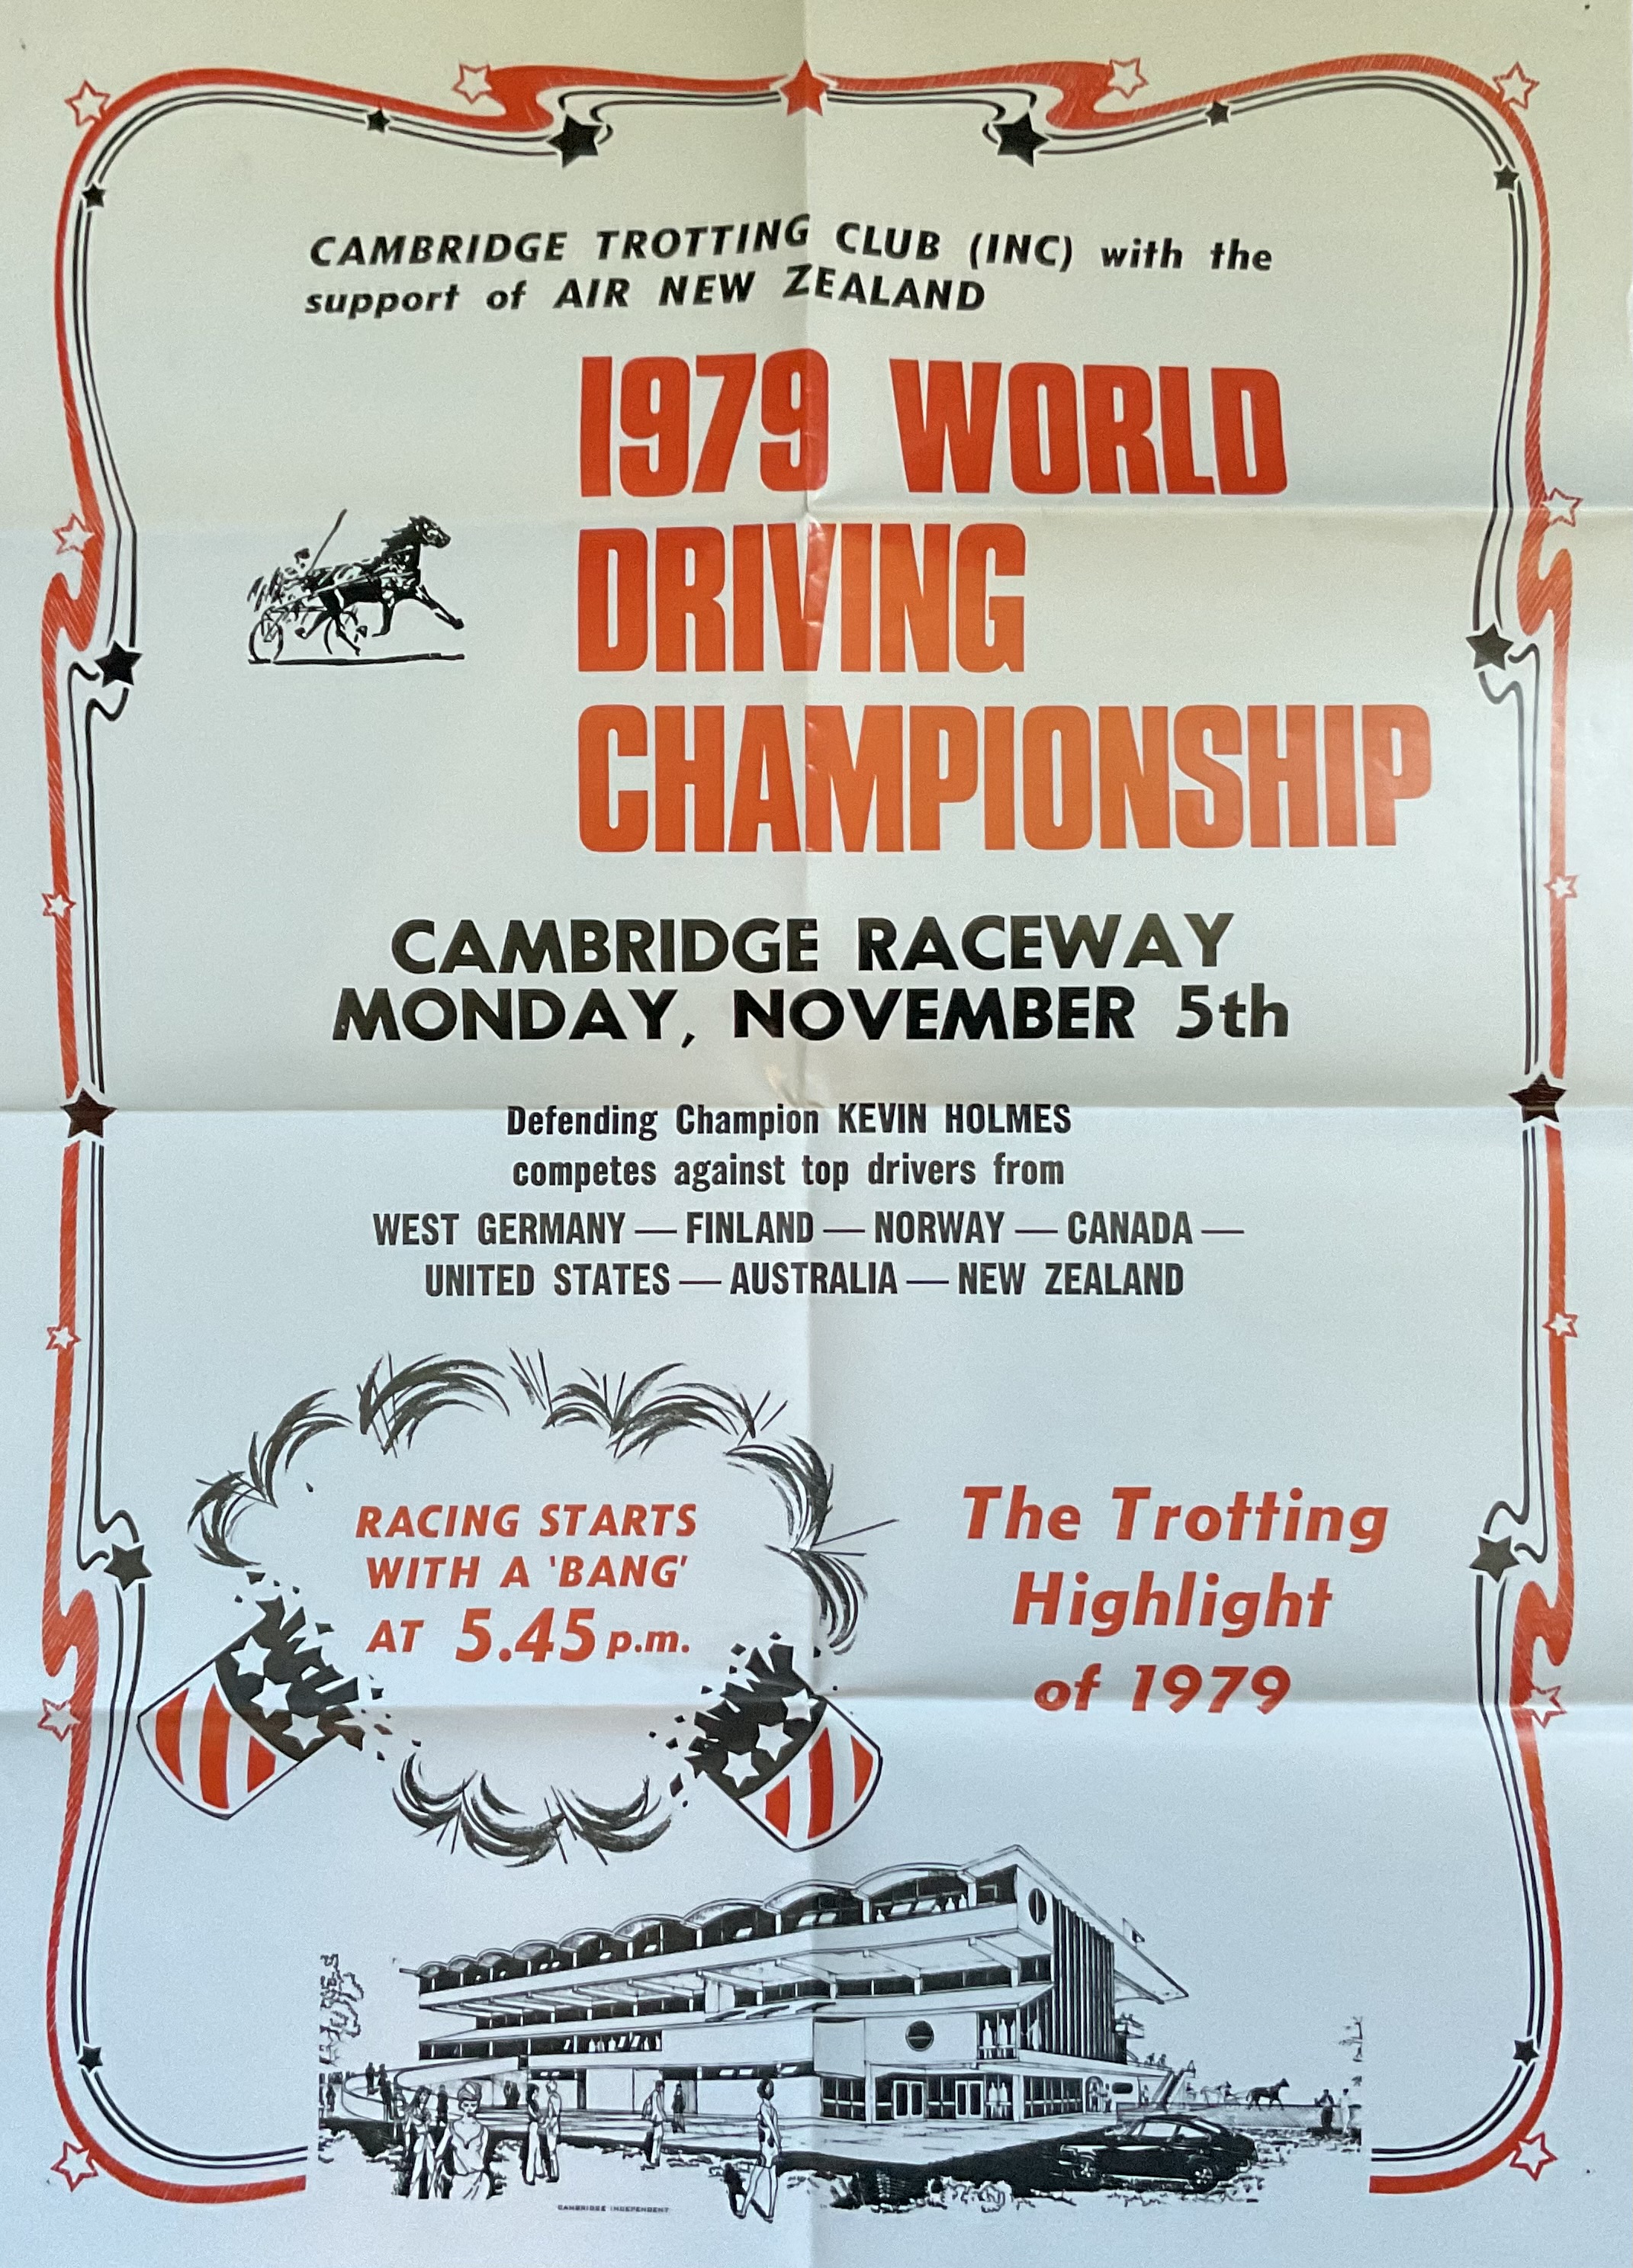 CAMBRIDGE TROTTING CLUB (INC) with the
support of AIR NEW ZEALAND
1979 WORLD
DRIVING
CHAMPIONSHIP
CAMBRIDGE RACEWAY
MONDAY, NOVEMBER 5th
Defending Champion KEVIN HOLMES
competes against top drivers from
WEST GERMANY — FINLAND — NORWAY — CANADA —
UNITED STATES — AUSTRALIA — NEW ZEALAND
RACING STARTS
WITH A 'BANG'
AT 5.45 p.m.
The Trotting
Highlight
of 1979
CAMBRIDGE INDEPENDENT